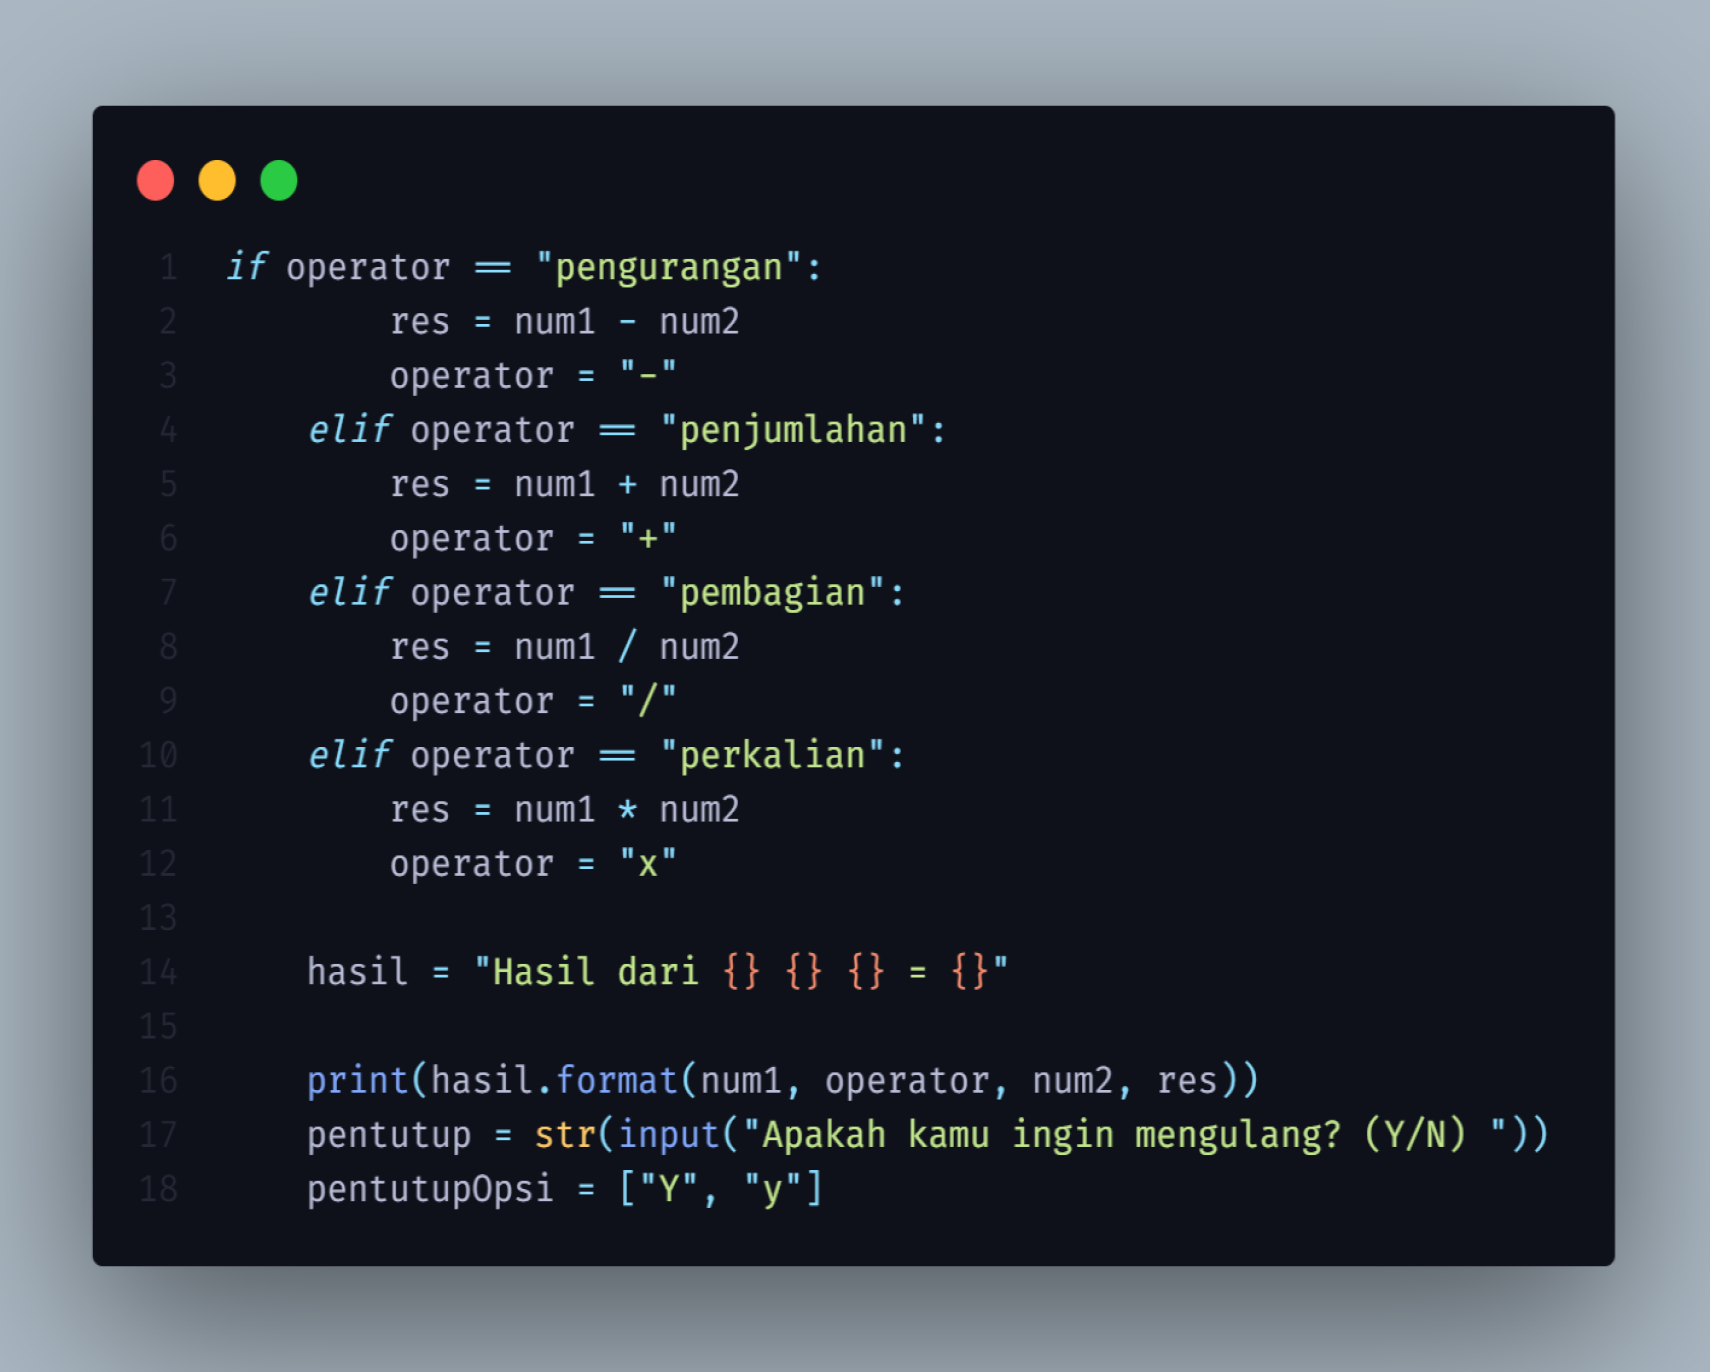 1 if operator == "pengurangan":
2         res = num1 - num2
3         operator = "-"
4     elif operator == "penjumlahan":
5         res = num1 + num2
6         operator = "+"
7     elif operator == "pembagian":
8         res = num1 / num2
9         operator = "/"
10     elif operator == "perkalian":
11         res = num1 * num2
12         operator = "x"
13
14     hasil = "Hasil dari {} {} {} = {}"
15
16     print(hasil.format(num1, operator, num2, res))
17     pentutup = str(input("Apakah kamu ingin mengulang? (Y/N) "))
18     pentutupOpsi = ["Y", "y"]